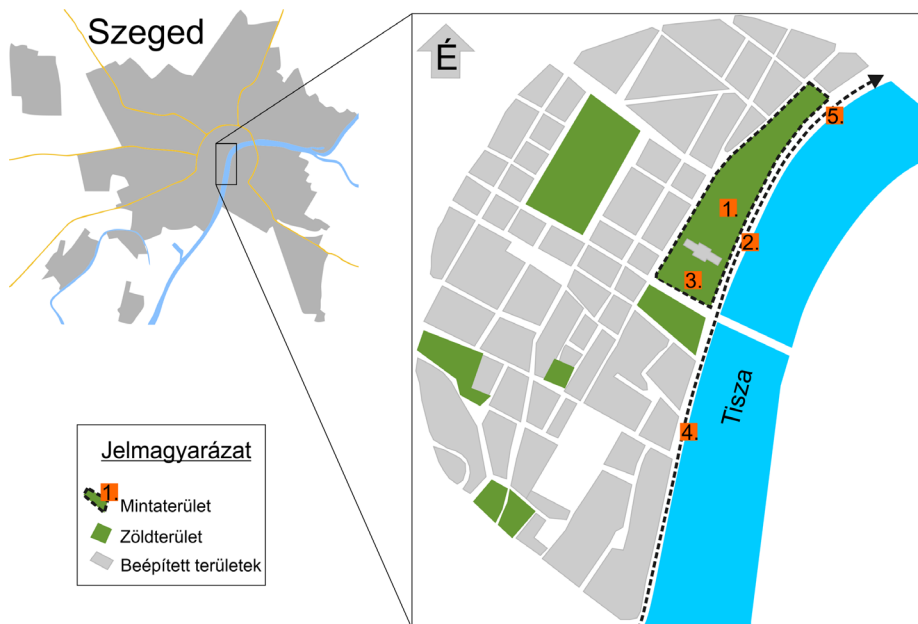 Szeged
É
5.
1.
2.
3.
4.
Tisza
Jelmagyarázat
1.
Mintaterület
Zöldterület
Beépített területek